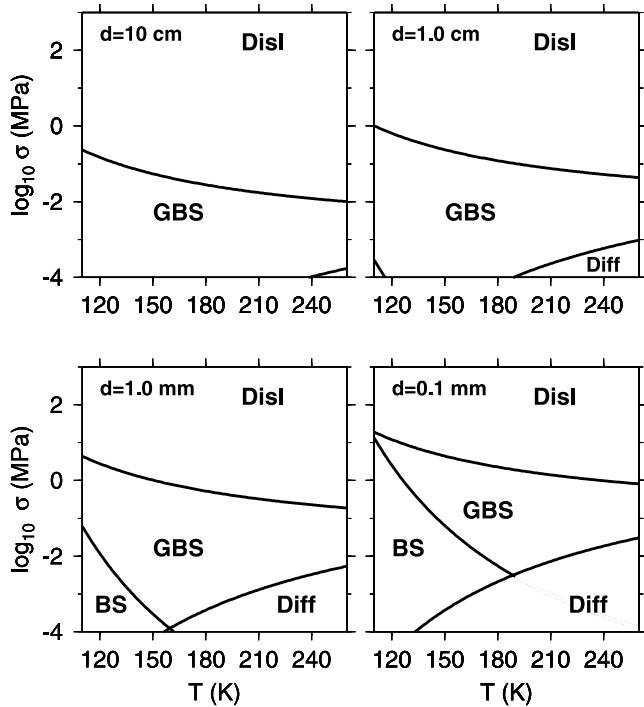 d=10 cm
Disl
GBS
log10 σ (MPa)
2
0
-2
-4
120 150 180 210 240
d=1.0 cm
Disl
GBS
Diff
120 150 180 210 240
d=1.0 mm
Disl
GBS
BS
Diff
log10 σ (MPa)
2
0
-2
-4
120 150 180 210 240
T (K)
d=0.1 mm
Disl
GBS
BS
Diff
120 150 180 210 240
T (K)